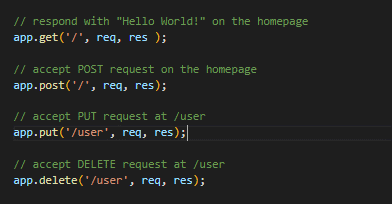 // respond with "Hello World!" on the homepage
app.get('/', req, res );
// accept POST request on the homepage
app.post('/', req, res);
// accept PUT request at /user
app.put('/user', req, res);
// accept DELETE request at /user
app.delete('/user', req, res);